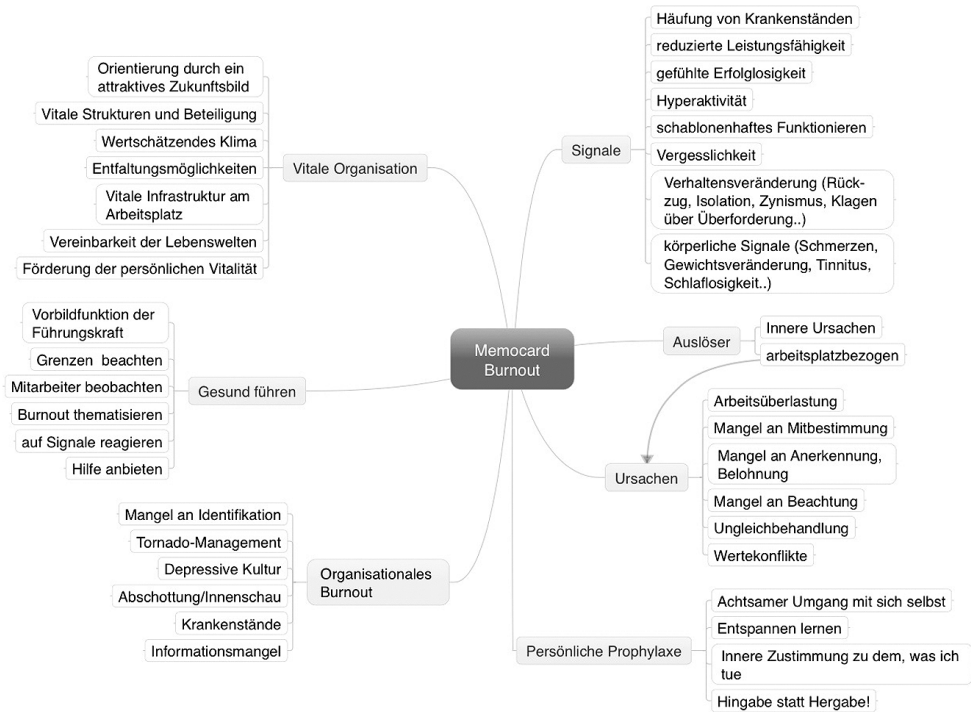 Memocard
Burnout
Signale
Häufung von Krankenständen
reduzierte Leistungsfähigkeit
gefühlte Erfolglosigkeit
Hyperaktivität
schablonenhaftes Funktionieren
Vergesslichkeit
Verhaltensveränderung (Rück-
zug, Isolation, Zynismus, Klagen
über Überforderung..)
körperliche Signale (Schmerzen,
Gewichtsveränderung, Tinnitus,
Schlaflosigkeit..)
Auslöser
Innere Ursachen
arbeitsplatzbezogen
Ursachen
Arbeitsüberlastung
Mangel an Mitbestimmung
Mangel an Anerkennung,
Belohnung
Mangel an Beachtung
Ungleichbehandlung
Wertekonflikte
Persönliche Prophylaxe
Achtsamer Umgang mit sich selbst
Entspannen lernen
Innere Zustimmung zu dem, was ich
tue
Hingabe statt Hergabe!
Vitale Organisation
Orientierung durch ein
attraktives Zukunftsbild
Vitale Strukturen und Beteiligung
Wertschätzendes Klima
Entfaltungsmöglichkeiten
Vitale Infrastruktur am
Arbeitsplatz
Vereinbarkeit der Lebenswelten
Förderung der persönlichen Vitalität
Gesund führen
Vorbildfunktion der
Führungskraft
Grenzen beachten
Mitarbeiter beobachten
Burnout thematisieren
auf Signale reagieren
Hilfe anbieten
Organisationales
Burnout
Mangel an Identifikation
Tornado-Management
Depressive Kultur
Abschottung/Innenschau
Krankenstände
Informationsmangel